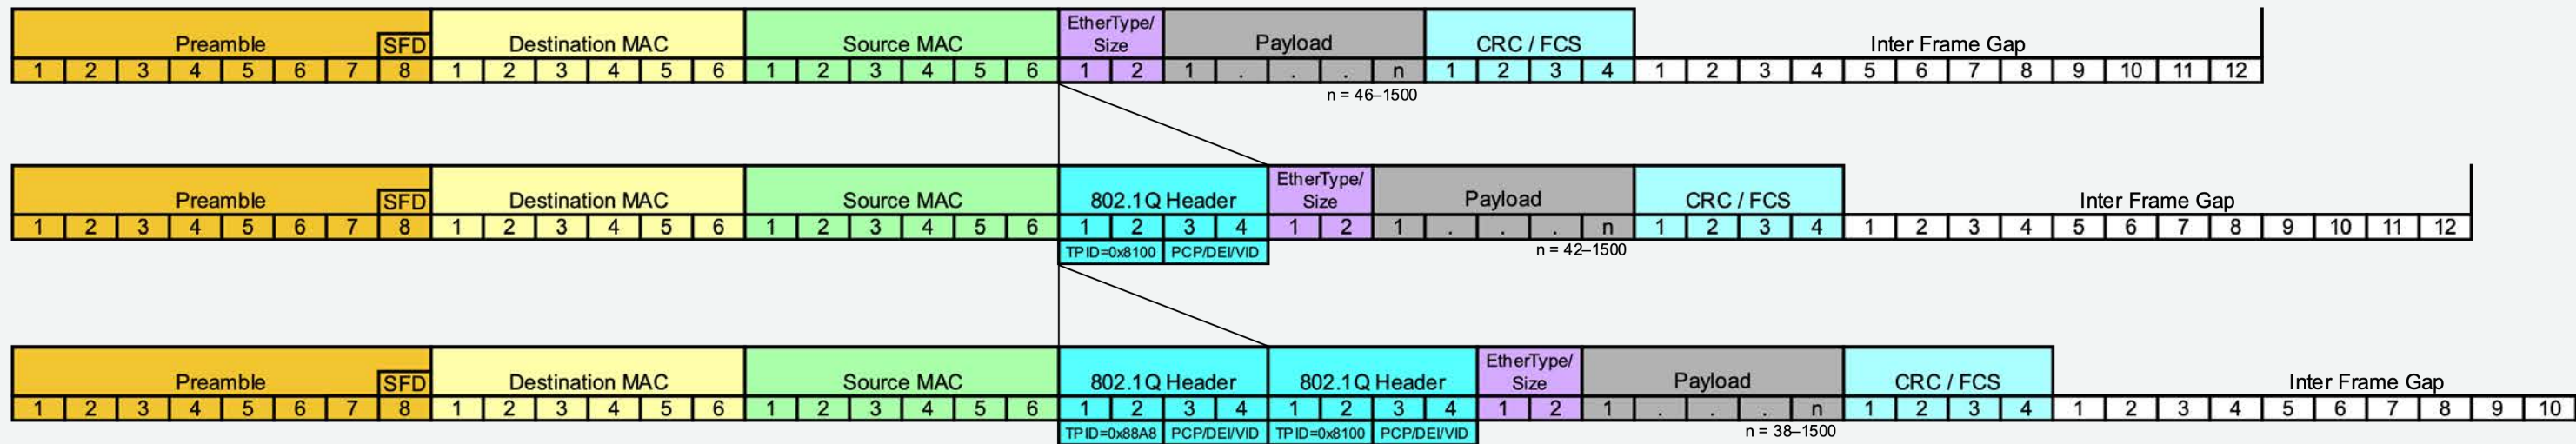 EtherType/
Preamble SFD Destination MAC Source MAC Size Payload CRC / FCS Inter Frame Gap
1 2 3 4 5 6 7 8 1 2 3 4 5 6 1 2 3 4 5 6 1 2 1 . . . n 1 2 3 4 1 2 3 4 5 6 7 8 9 10 11 12
n = 46–1500
EtherType/
Preamble SFD Destination MAC Source MAC 802.1Q Header Size Payload CRC / FCS Inter Frame Gap
1 2 3 4 5 6 7 8 1 2 3 4 5 6 1 2 3 4 5 6 1 2 3 4 1 2 1 . . . n 1 2 3 4 1 2 3 4 5 6 7 8 9 10 11 12
TPID=0x8100 PCP/DEI/VID n = 42–1500
EtherType/
Preamble SFD Destination MAC Source MAC 802.1Q Header 802.1Q Header Size Payload CRC / FCS Inter Frame Gap
1 2 3 4 5 6 7 8 1 2 3 4 5 6 1 2 3 4 5 6 1 2 3 4 1 2 3 4 1 2 1 . . . n 1 2 3 4 1 2 3 4 5 6 7 8 9 10
TPID=0x88A8 PCP/DEI/VID TPID=0x8100 PCP/DEI/VID n = 38–1500